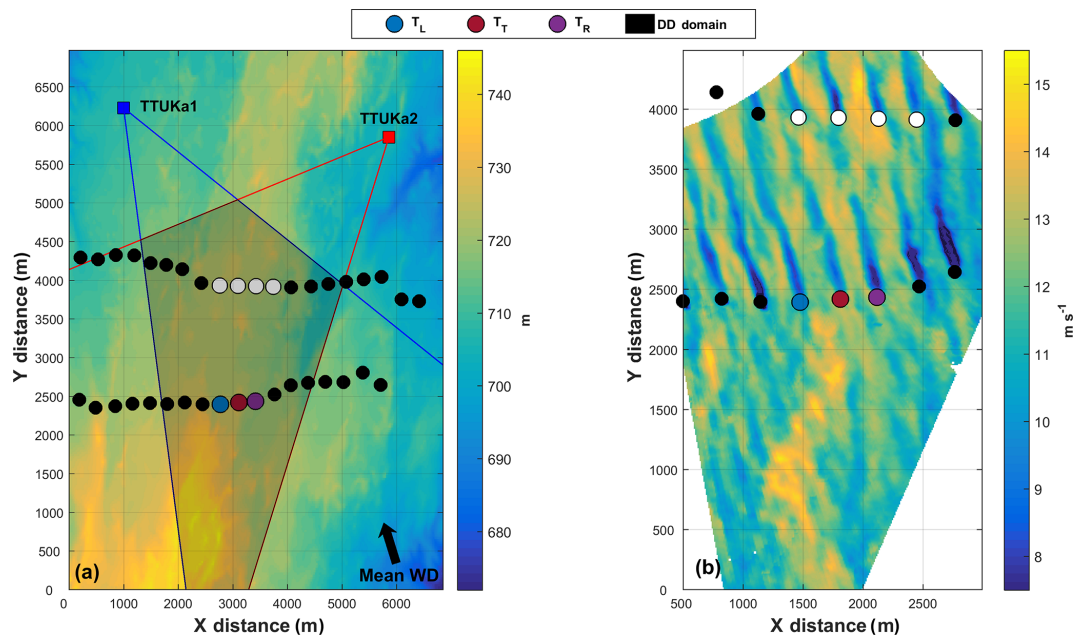 T_L T_T T_R DD domain
TTUKa1
TTUKa2
Y distance (m)
6500
6000
5500
5000
4500
4000
3500
3000
2500
2000
1500
1000
500
0
(a)
Mean WD
0 1000 2000 3000 4000 5000 6000
X distance (m)
740
730
720
710
700
690
680
m
Y distance (m)
4000
3500
3000
2500
2000
1500
1000
500
0
(b)
500 1000 1500 2000 2500
X distance (m)
15
14
13
12
11
10
9
8
m s⁻¹